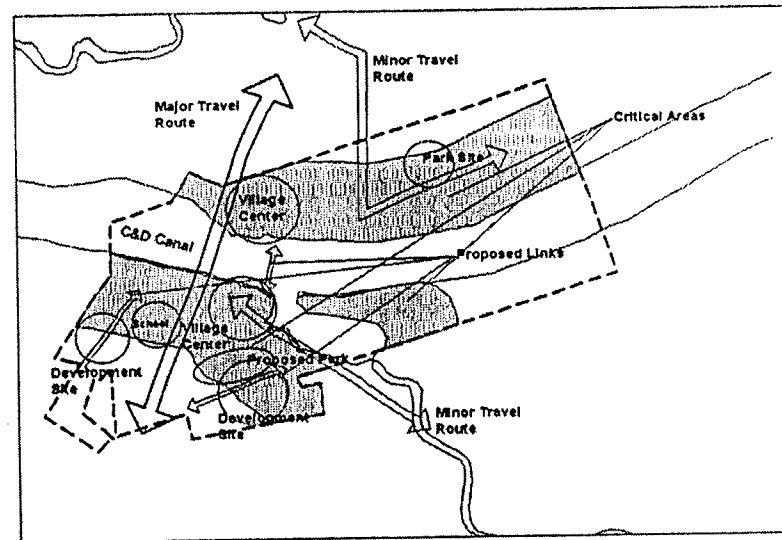 Minor Travel
Route
Major Travel
Route
Critical Areas
Park Site
Village
Center
C&D Canal
Proposed Links
School
Village
Center
Proposed Park
Development
Site
Development
Site
Minor Travel
Route